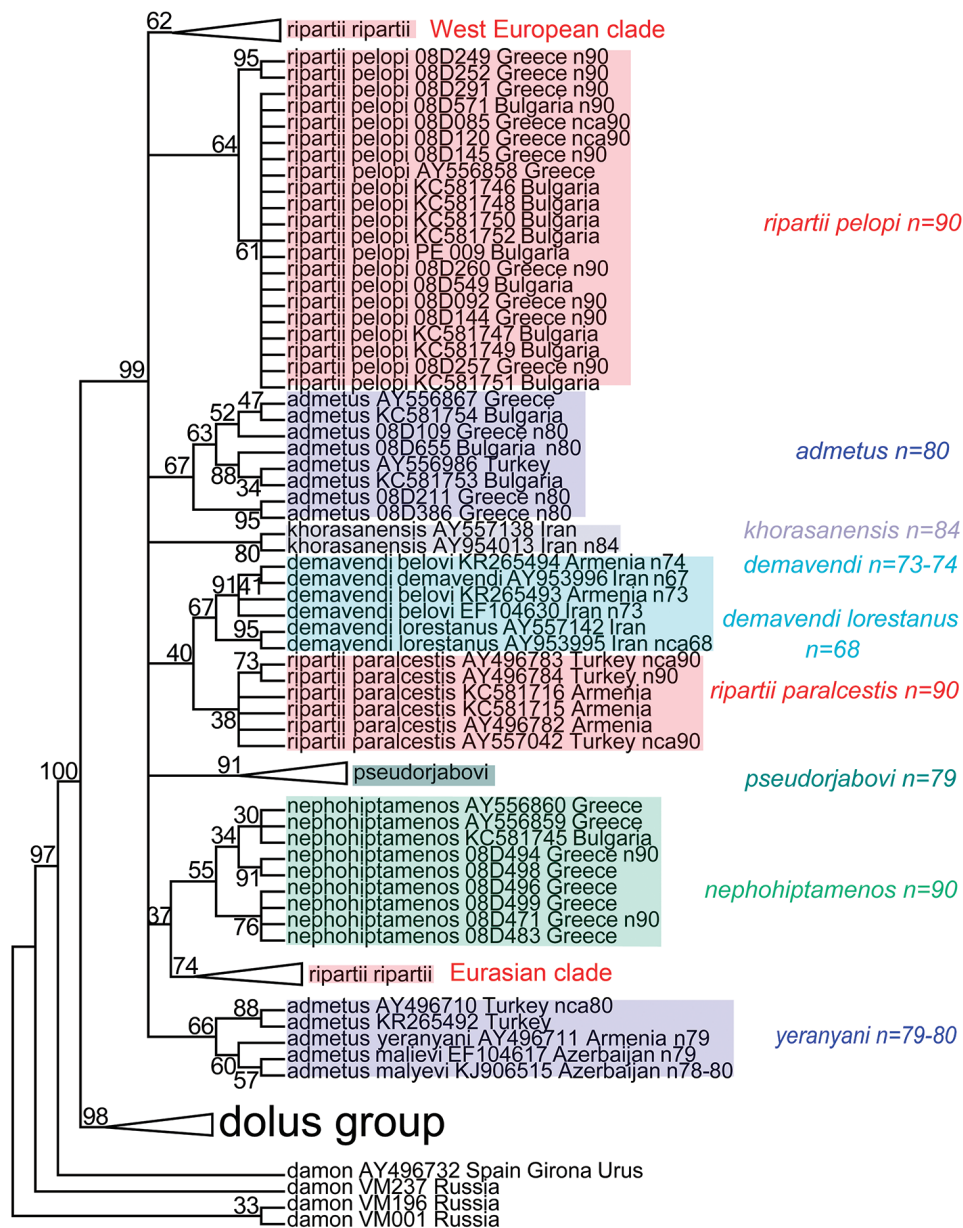 62
ripartii ripartii West European clade
95
ripartii pelopi 08D249 Greece n90
ripartii pelopi 08D252 Greece n90
ripartii pelopi 08D291 Greece n90
ripartii pelopi 08D571 Bulgaria n90
ripartii pelopi 08D085 Greece nca90
ripartii pelopi 08D120 Greece nca90
64
ripartii pelopi 08D145 Greece n90
ripartii pelopi AY556858 Greece
ripartii pelopi KC581746 Bulgaria
ripartii pelopi KC581748 Bulgaria
ripartii pelopi KC581750 Bulgaria
ripartii pelopi n=90
ripartii pelopi KC581752 Bulgaria
61
ripartii pelopi PE 009 Bulgaria
ripartii pelopi 08D260 Greece n90
ripartii pelopi 08D549 Bulgaria
ripartii pelopi 08D092 Greece n90
ripartii pelopi 08D144 Greece n90
ripartii pelopi KC581747 Bulgaria
ripartii pelopi KC581749 Bulgaria
99
ripartii pelopi 08D257 Greece n90
ripartii pelopi KC581751 Bulgaria
47
admetus AY556867 Greece
52
admetus KC581754 Bulgaria
63
admetus 08D109 Greece n80
admetus 08D655 Bulgaria n80
admetus n=80
67
admetus AY556986 Turkey
88
admetus KC581753 Bulgaria
34
admetus 08D211 Greece n80
admetus 08D386 Greece n80
95
khorasanensis AY557138 Iran
khorasanensis n=84
80
khorasanensis AY954013 Iran n84
demavendi belovi KR265494 Armenia n74
demavendi n=73-74
91
41
demavendi demavendi AY953996 Iran n67
demavendi belovi KR265493 Armenia n73
67
demavendi belovi EF104630 Iran n73
demavendi lorestanus
n=68
95
demavendi lorestanus AY557142 Iran
demavendi lorestanus AY953995 Iran nca68
40
73
ripartii paralcestis AY496783 Turkey nca90
ripartii paralcestis AY496784 Turkey n90
ripartii paralcestis KC581716 Armenia
ripartii paralcestis n=90
ripartii paralcestis KC581715 Armenia
38
ripartii paralcestis AY496782 Armenia
ripartii paralcestis AY557042 Turkey nca90
100
91
pseudorjabovi
pseudorjabovi n=79
nephohiptamenos AY556860 Greece
30
nephohiptamenos AY556859 Greece
34
nephohiptamenos KC581745 Bulgaria
97
nephohiptamenos 08D494 Greece n90
55
nephohiptamenos 08D498 Greece
91
nephohiptamenos 08D496 Greece
nephohiptamenos n=90
nephohiptamenos 08D499 Greece
37
nephohiptamenos 08D471 Greece n90
76
nephohiptamenos 08D483 Greece
74
ripartii ripartii Eurasian clade
88
admetus AY496710 Turkey nca80
66
admetus KR265492 Turkey
admetus yeranyani AY496711 Armenia n79
yeranyani n=79-80
60
admetus malievi EF104617 Azerbaijan n79
57
admetus malyevi KJ906515 Azerbaijan n78-80
98
dolus group
damon AY496732 Spain Girona Urus
damon VM237 Russia
33
damon VM196 Russia
damon VM001 Russia